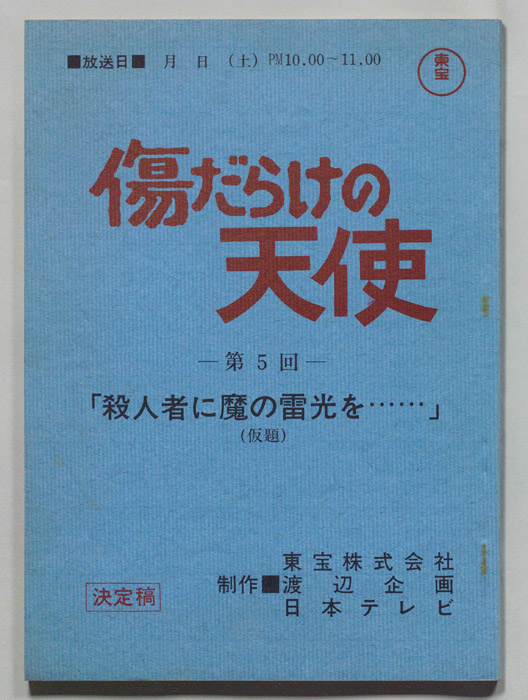 ■放送日■ 月 日 (土) PM10.00～11.00
東宝
傷だらけの
天使
—第5回—
「殺人者に魔の雷光を……」
(仮題)
東宝株式会社
制作■渡辺企画
日本テレビ
決定稿